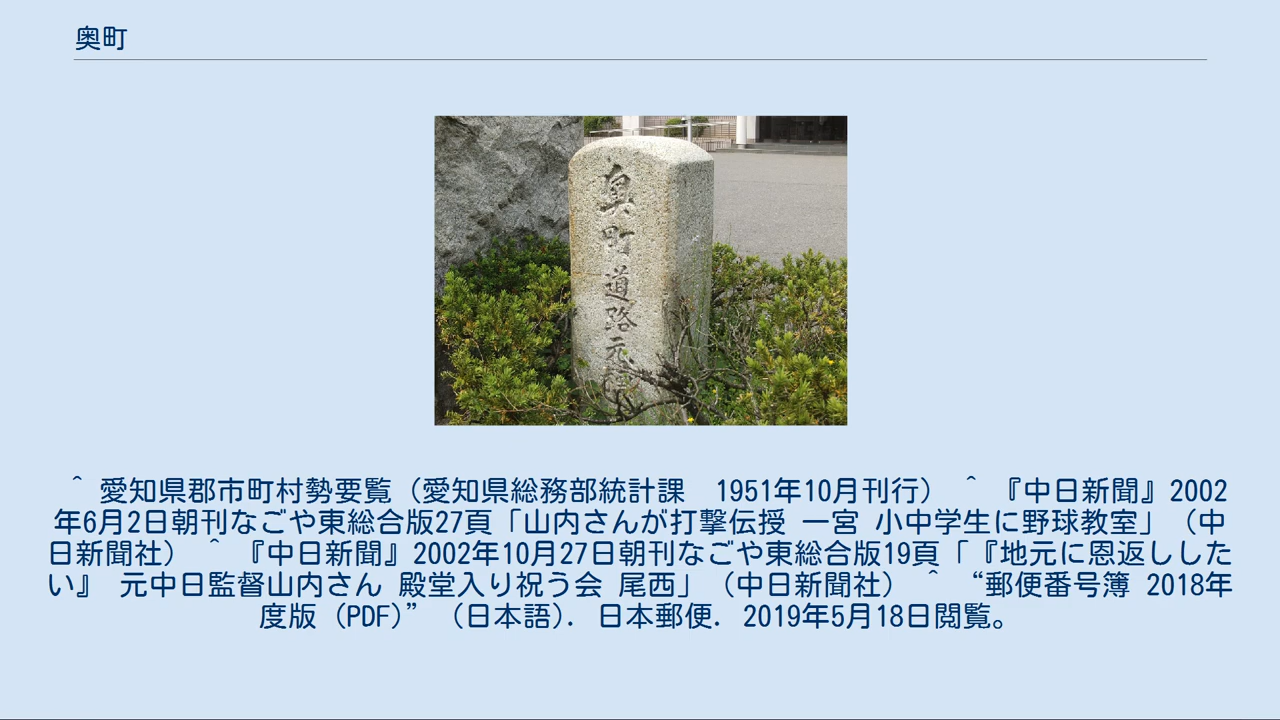 奥町
奥町道路元
^ 愛知県郡市町村勢要覧（愛知県総務部統計課　1951年10月刊行） ^ 『中日新聞』2002
年6月2日朝刊なごや東総合版27頁「山内さんが打撃伝授 一宮 小中学生に野球教室」（中
日新聞社） ^ 『中日新聞』2002年10月27日朝刊なごや東総合版19頁「『地元に恩返しした
い』 元中日監督山内さん 殿堂入り祝う会 尾西」（中日新聞社） ^ “郵便番号簿 2018年
度版（PDF）” （日本語）. 日本郵便. 2019年5月18日閲覧。